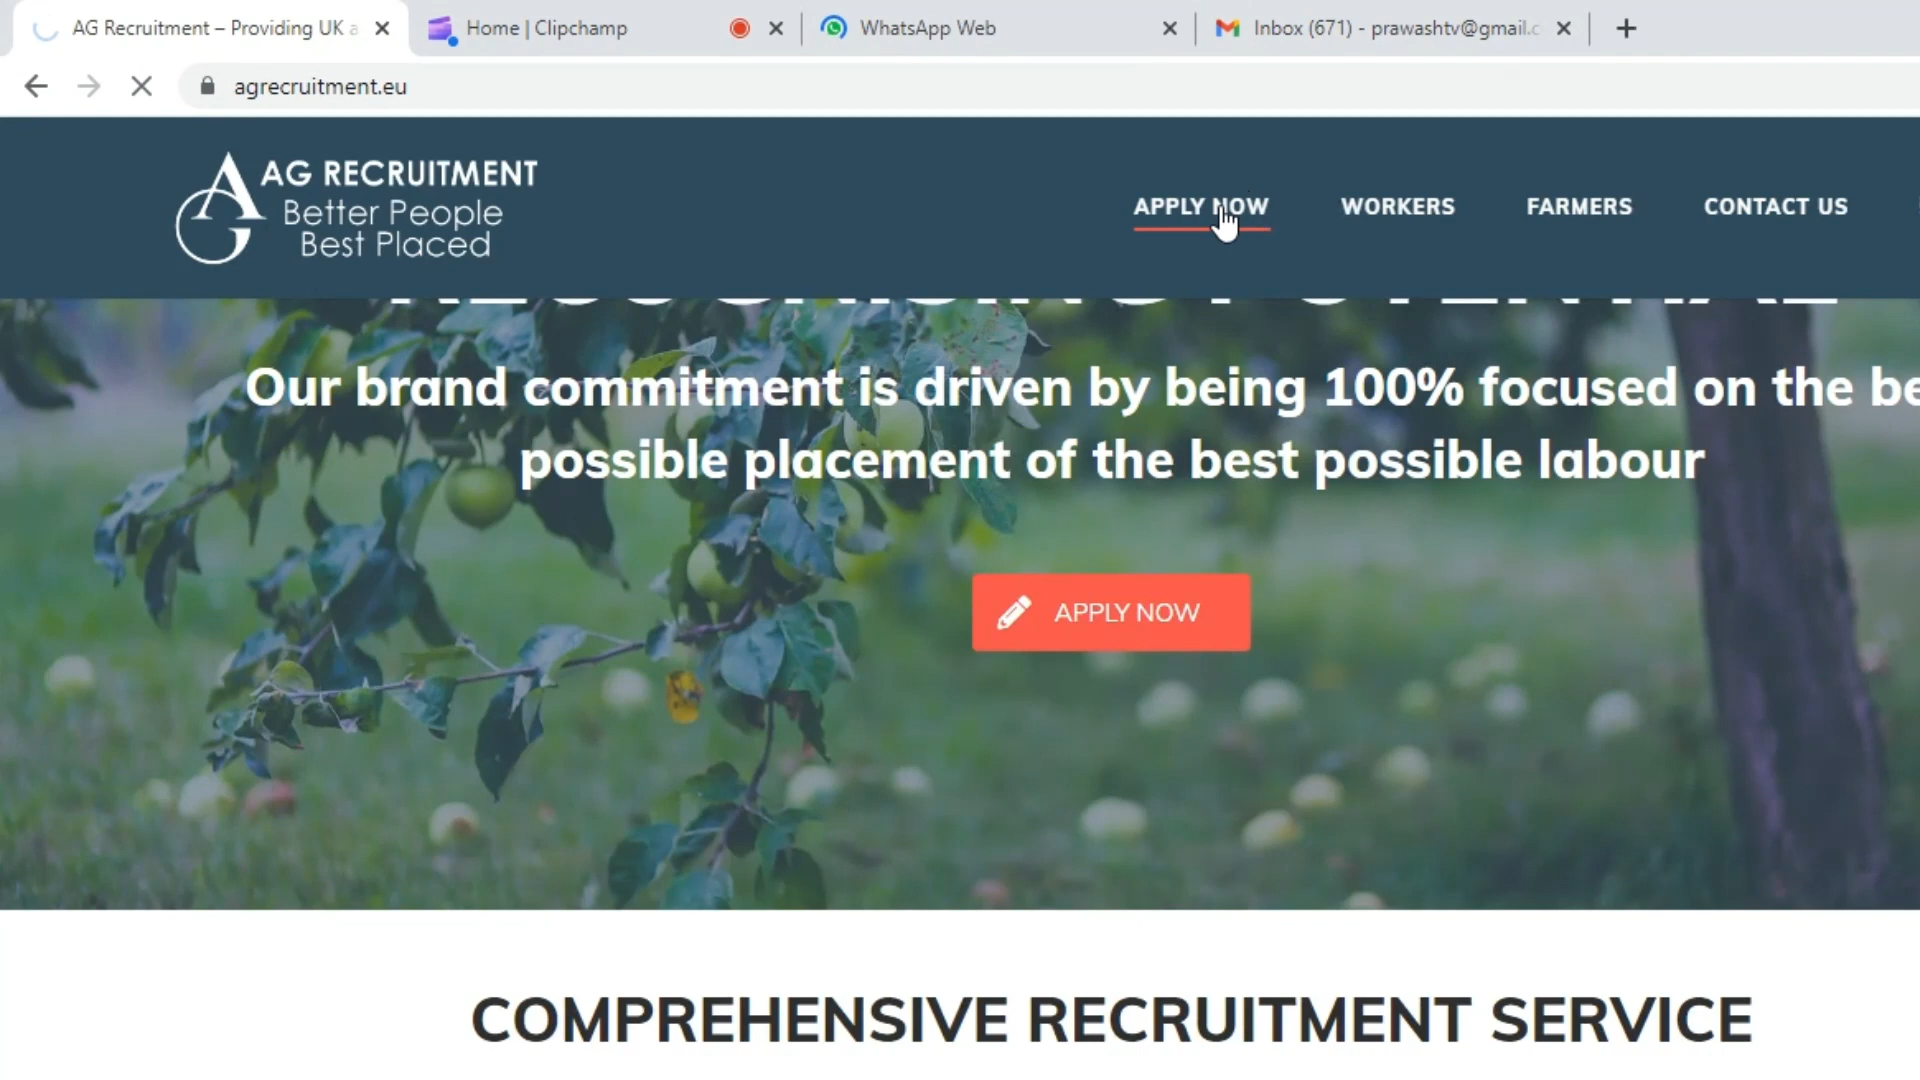 AG Recruitment – Providing UK a
Home | Clipchamp
WhatsApp Web
Inbox (671) - prawashtv@gmail.c
agrecruitment.eu
AG RECRUITMENT
Better People
Best Placed
APPLY NOW
WORKERS
FARMERS
CONTACT US
RECOGNISING POTENTIAL
Our brand commitment is driven by being 100% focused on the be
possible placement of the best possible labour
APPLY NOW
COMPREHENSIVE RECRUITMENT SERVICE